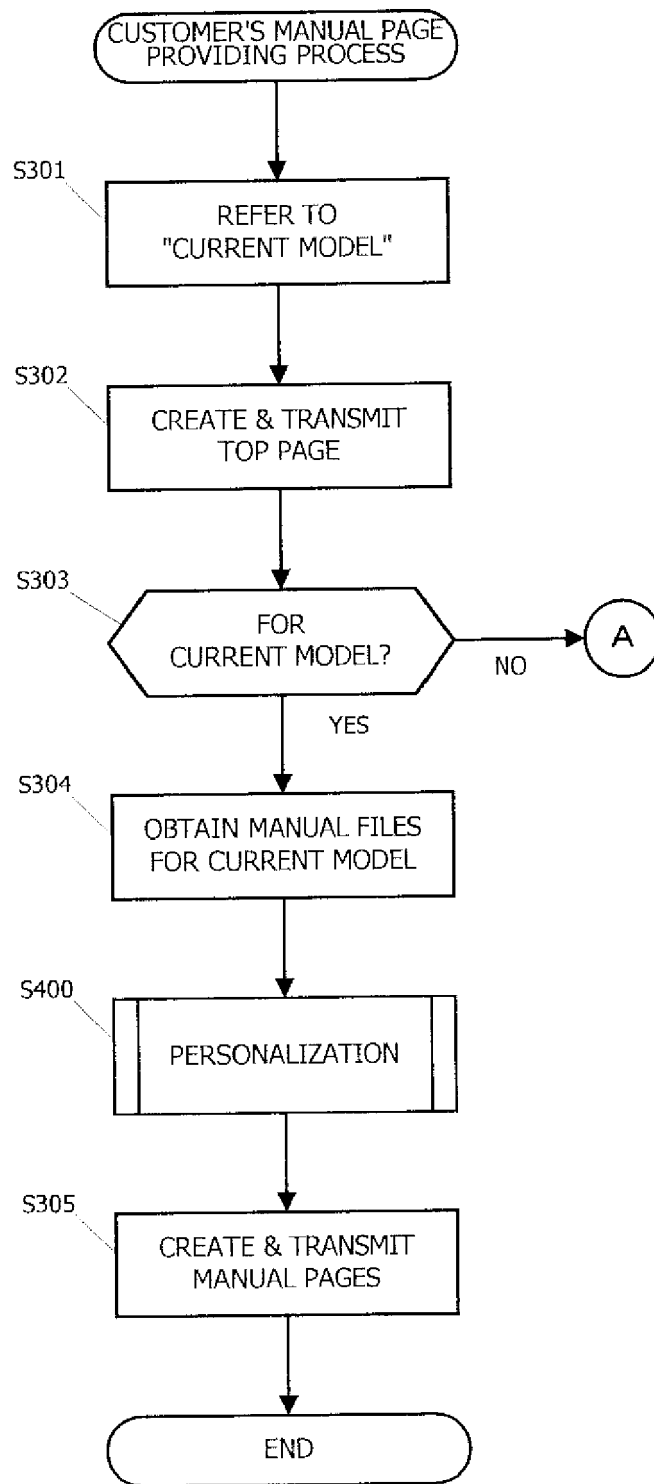 CUSTOMER'S MANUAL PAGE
PROVIDING PROCESS
S301
REFER TO
"CURRENT MODEL"
S302
CREATE & TRANSMIT
TOP PAGE
S303
FOR
CURRENT MODEL?
NO
A
YES
S304
OBTAIN MANUAL FILES
FOR CURRENT MODEL
S400
PERSONALIZATION
S305
CREATE & TRANSMIT
MANUAL PAGES
END